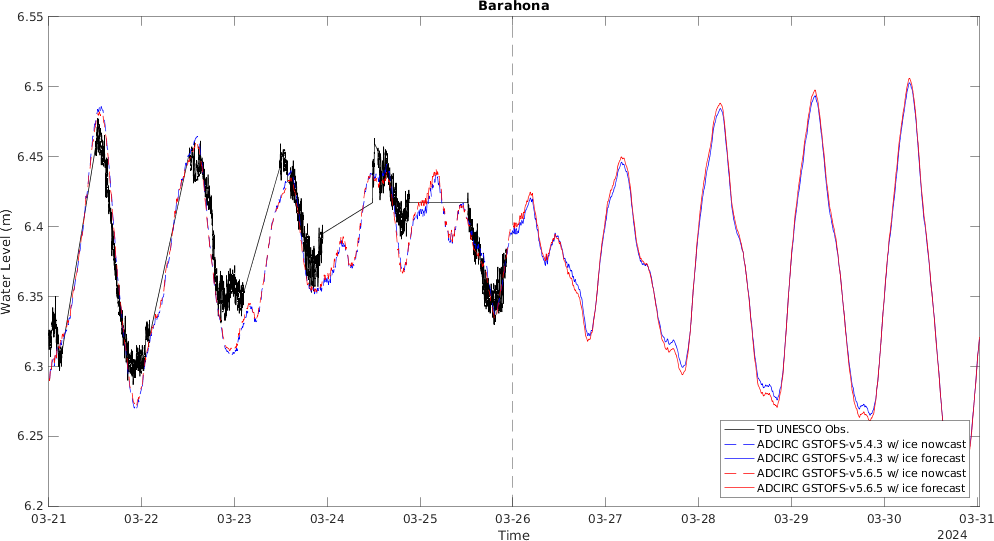 Barahona
6.55
6.5
6.45
6.4
6.35
6.3
6.25
6.2
Water Level (m)
TD UNESCO Obs.
ADCIRC GSTOFS-v5.4.3 w/ ice nowcast
ADCIRC GSTOFS-v5.4.3 w/ ice forecast
ADCIRC GSTOFS-v5.6.5 w/ ice nowcast
ADCIRC GSTOFS-v5.6.5 w/ ice forecast
03-21 03-22 03-23 03-24 03-25 03-26 03-27 03-28 03-29 03-30 03-31
Time
2024